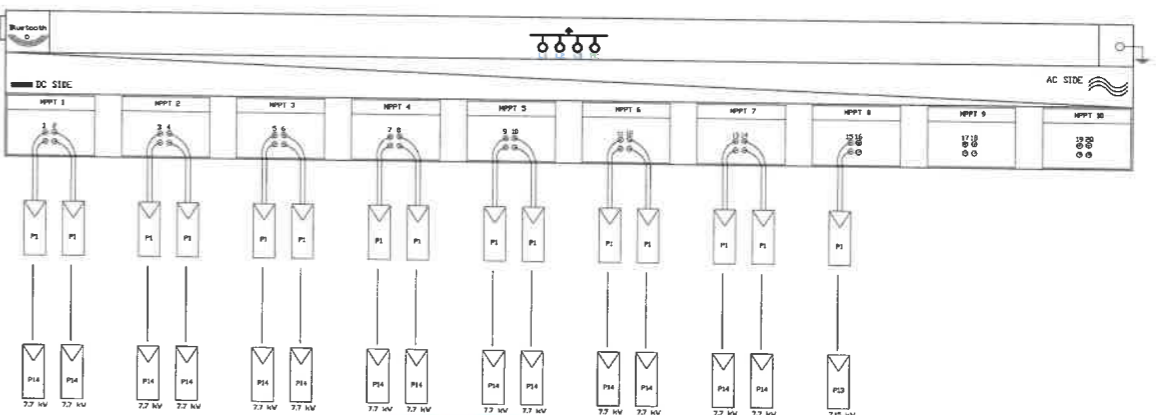 Bluetooth
DC SIDE
AC SIDE
MPPT 1 MPPT 2 MPPT 3 MPPT 4 MPPT 5 MPPT 6 MPPT 7 MPPT 8 MPPT 9 MPPT 10
1 2 3 4 5 6 7 8 9 10 11 12 13 14 15 16 17 18 19 20
P1 P1 P1 P1 P1 P1 P1 P1 P1 P1 P1 P1 P1 P1 P1
P14 P14 P14 P14 P14 P14 P14 P14 P14 P14 P14 P14 P14 P14 P13
7.7 kW 7.7 kW 7.7 kW 7.7 kW 7.7 kW 7.7 kW 7.7 kW 7.7 kW 7.7 kW 7.7 kW 7.7 kW 7.7 kW 7.7 kW 7.7 kW